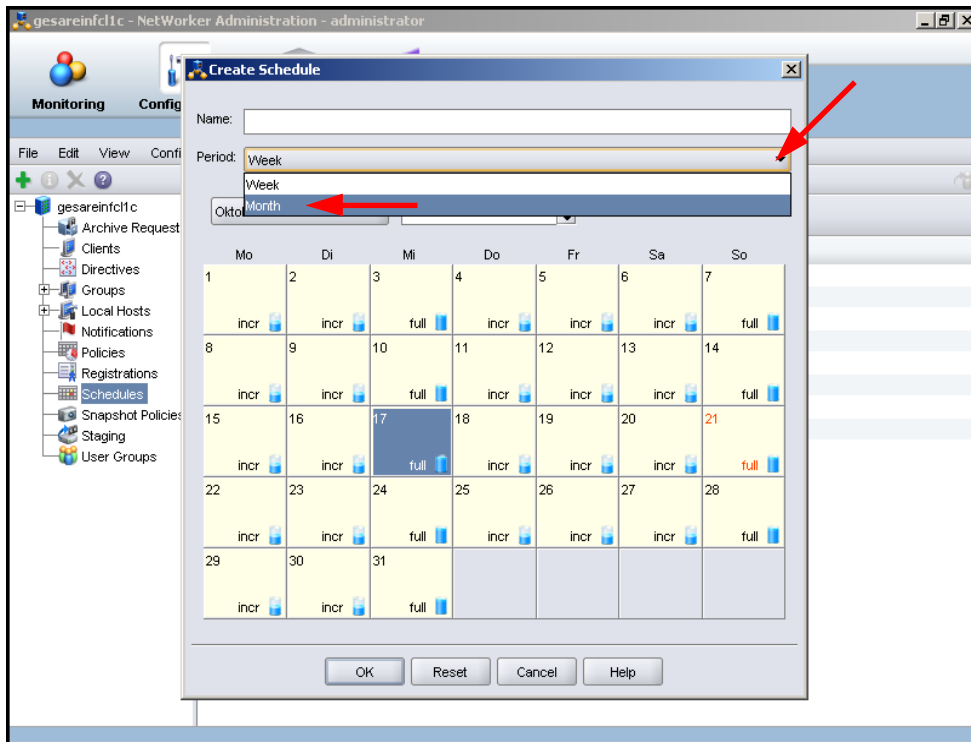 gesareinfcl1c - NetWorker Administration - administrator
Monitoring Config
File Edit View Confi
gesareinfcl1c
Archive Request
Clients
Directives
Groups
Local Hosts
Notifications
Policies
Registrations
Schedules
Snapshot Policies
Staging
User Groups
Create Schedule
Name:
Period: Week
Week
Month
Oktob
Mo Di Mi Do Fr Sa So
1 2 3 4 5 6 7
incr incr full incr incr incr full
8 9 10 11 12 13 14
incr incr full incr incr incr full
15 16 17 18 19 20 21
incr incr full incr incr incr full
22 23 24 25 26 27 28
incr incr full incr incr incr full
29 30 31
incr incr full
OK Reset Cancel Help